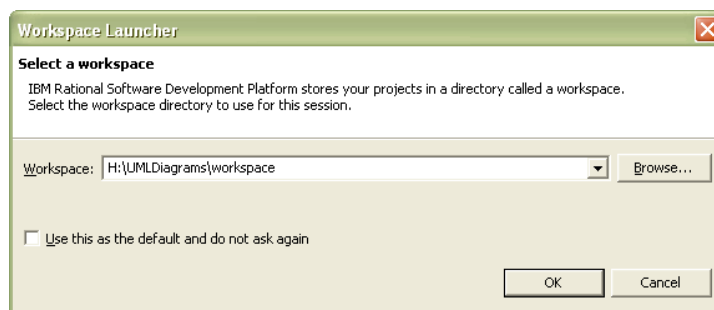 Workspace Launcher
Select a workspace
IBM Rational Software Development Platform stores your projects in a directory called a workspace.
Select the workspace directory to use for this session.
Workspace: H:\UMLDiagrams\workspace Browse...
Use this as the default and do not ask again
OK Cancel